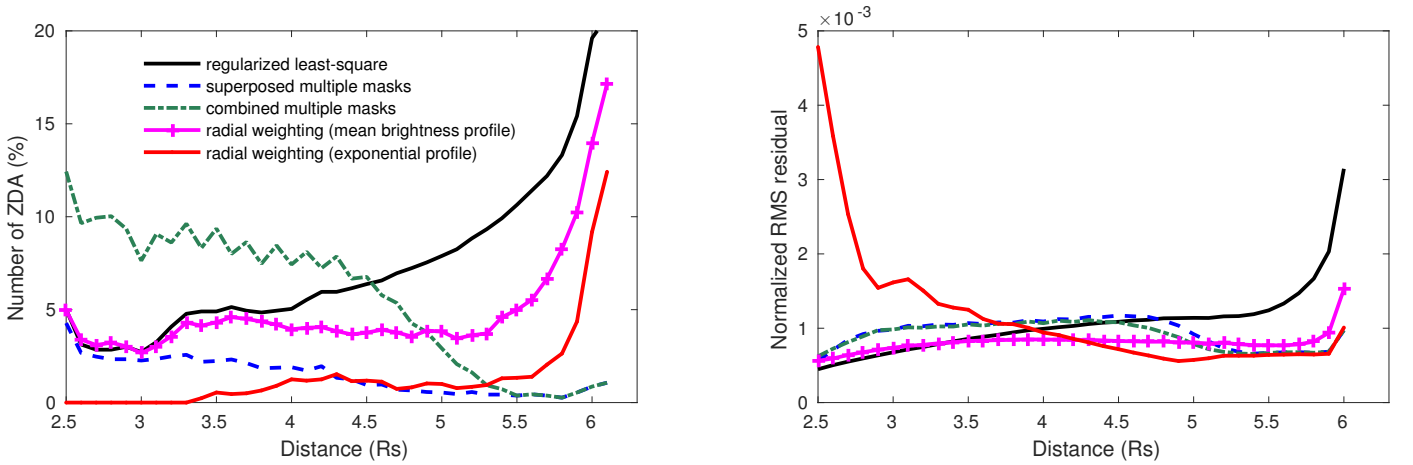 20
15
10
5
0
Number of ZDA (%)
regularized least-square
superposed multiple masks
combined multiple masks
radial weighting (mean brightness profile)
radial weighting (exponential profile)
2.5 3 3.5 4 4.5 5 5.5 6
Distance (Rs)
×10⁻³
5
4
3
2
1
0
Normalized RMS residual
2.5 3 3.5 4 4.5 5 5.5 6
Distance (Rs)